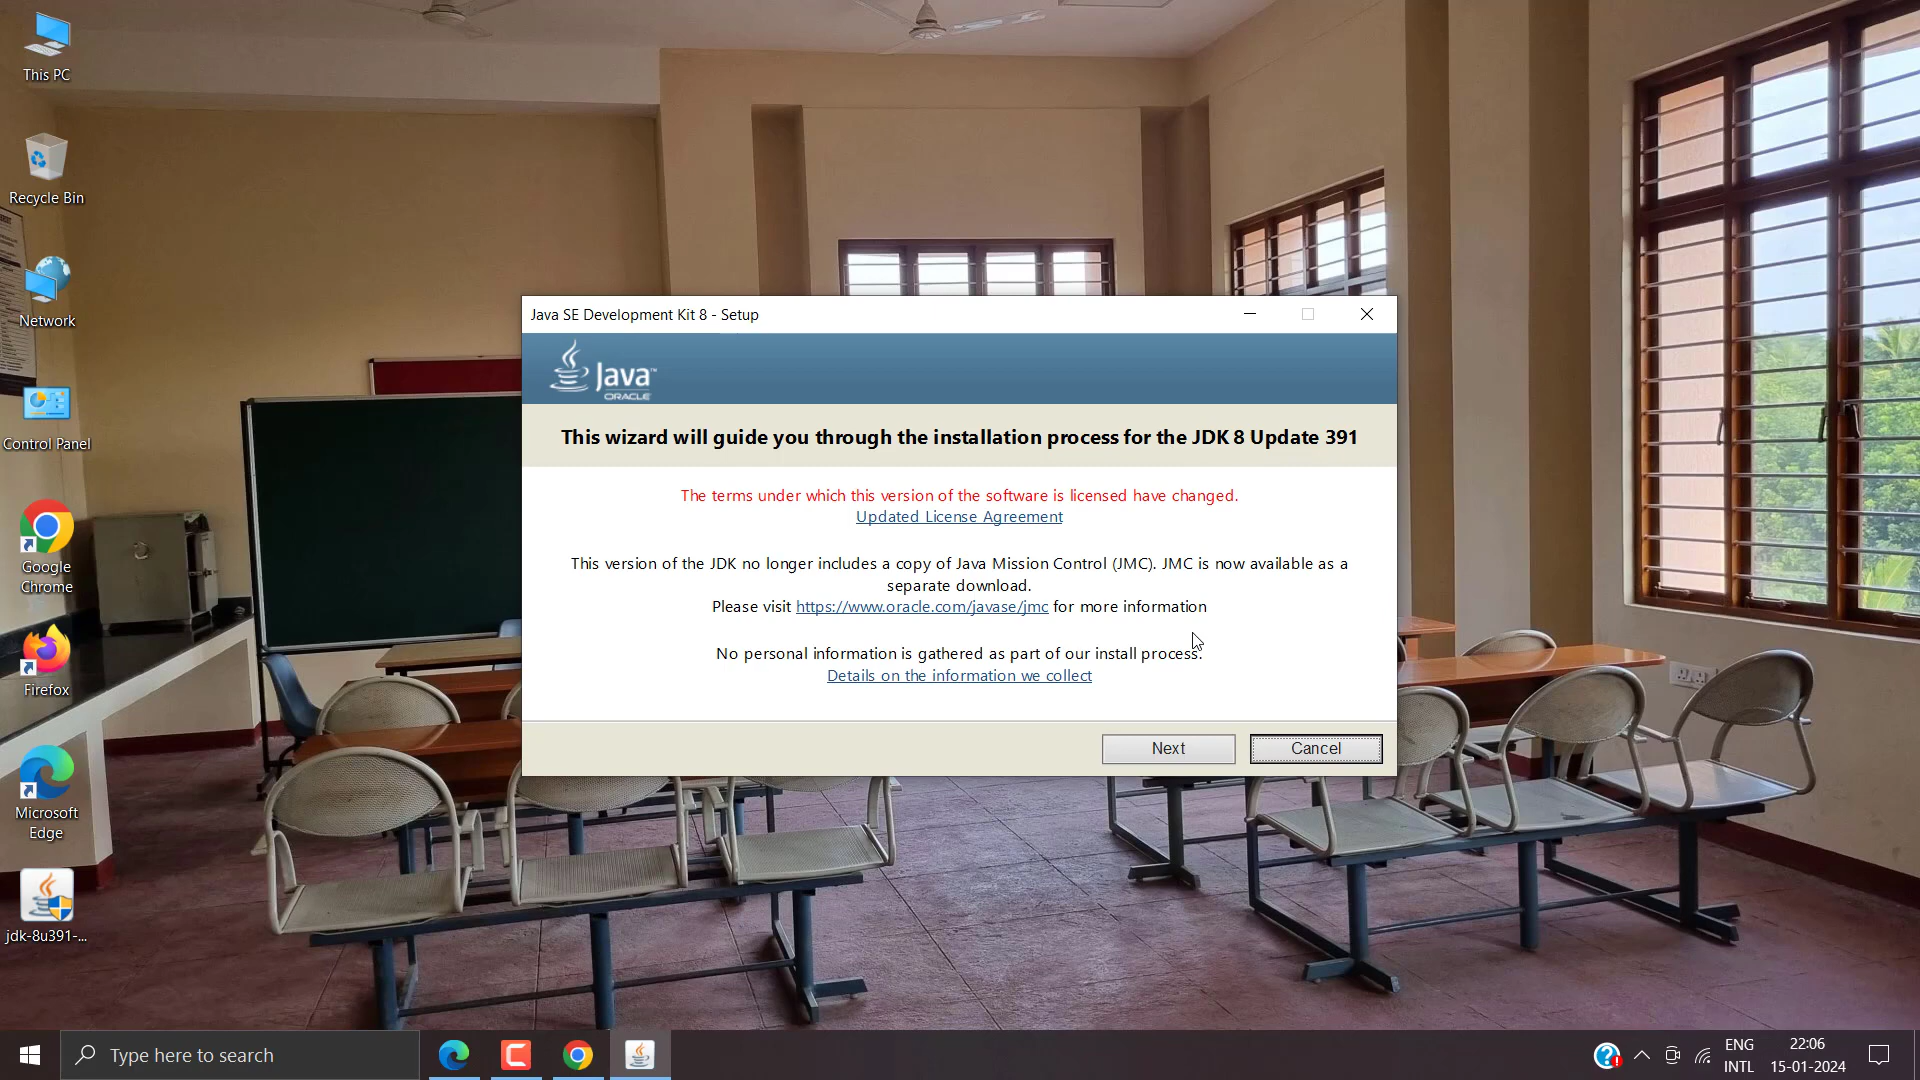 This PC
Recycle Bin
Network
Control Panel
Google
Chrome
Firefox
Microsoft
Edge
jdk-8u391-...
Java SE Development Kit 8 - Setup
Java™
ORACLE
This wizard will guide you through the installation process for the JDK 8 Update 391
The terms under which this version of the software is licensed have changed.
Updated License Agreement
This version of the JDK no longer includes a copy of Java Mission Control (JMC). JMC is now available as a
separate download.
Please visit https://www.oracle.com/javase/jmc for more information
No personal information is gathered as part of our install process.
Details on the information we collect
Next
Cancel
Type here to search
ENG
INTL
22:06
15-01-2024